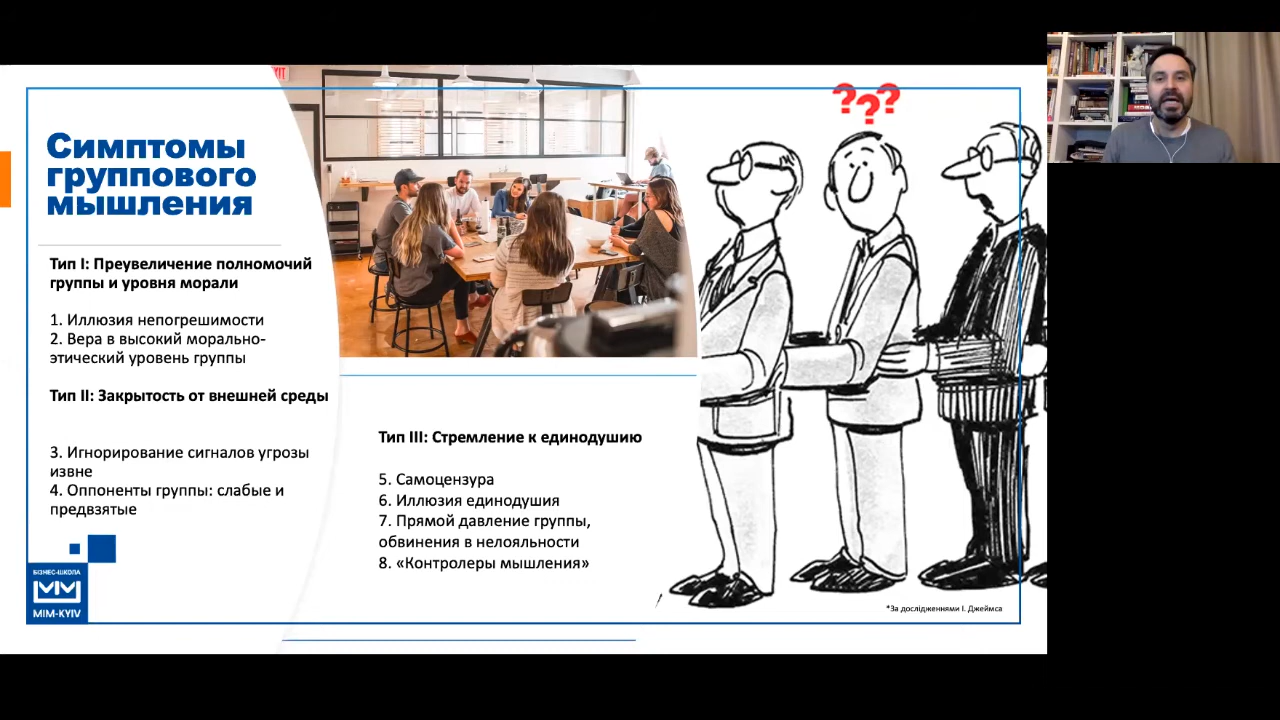 Симптомы
группового
мышления
Тип I: Преувеличение полномочий
группы и уровня морали
1. Иллюзия непогрешимости
2. Вера в высокий морально-
этический уровень группы
Тип II: Закрытость от внешней среды
3. Игнорирование сигналов угрозы
извне
4. Оппоненты группы: слабые и
предвзятые
Тип III: Стремление к единодушию
5. Самоцензура
6. Иллюзия единодушия
7. Прямой давление группы,
обвинения в нелояльности
8. «Контролеры мышления»
???
*За дослідженнями І. Джеймса
БІЗНЕС-ШКОЛА
MIM-KYIV